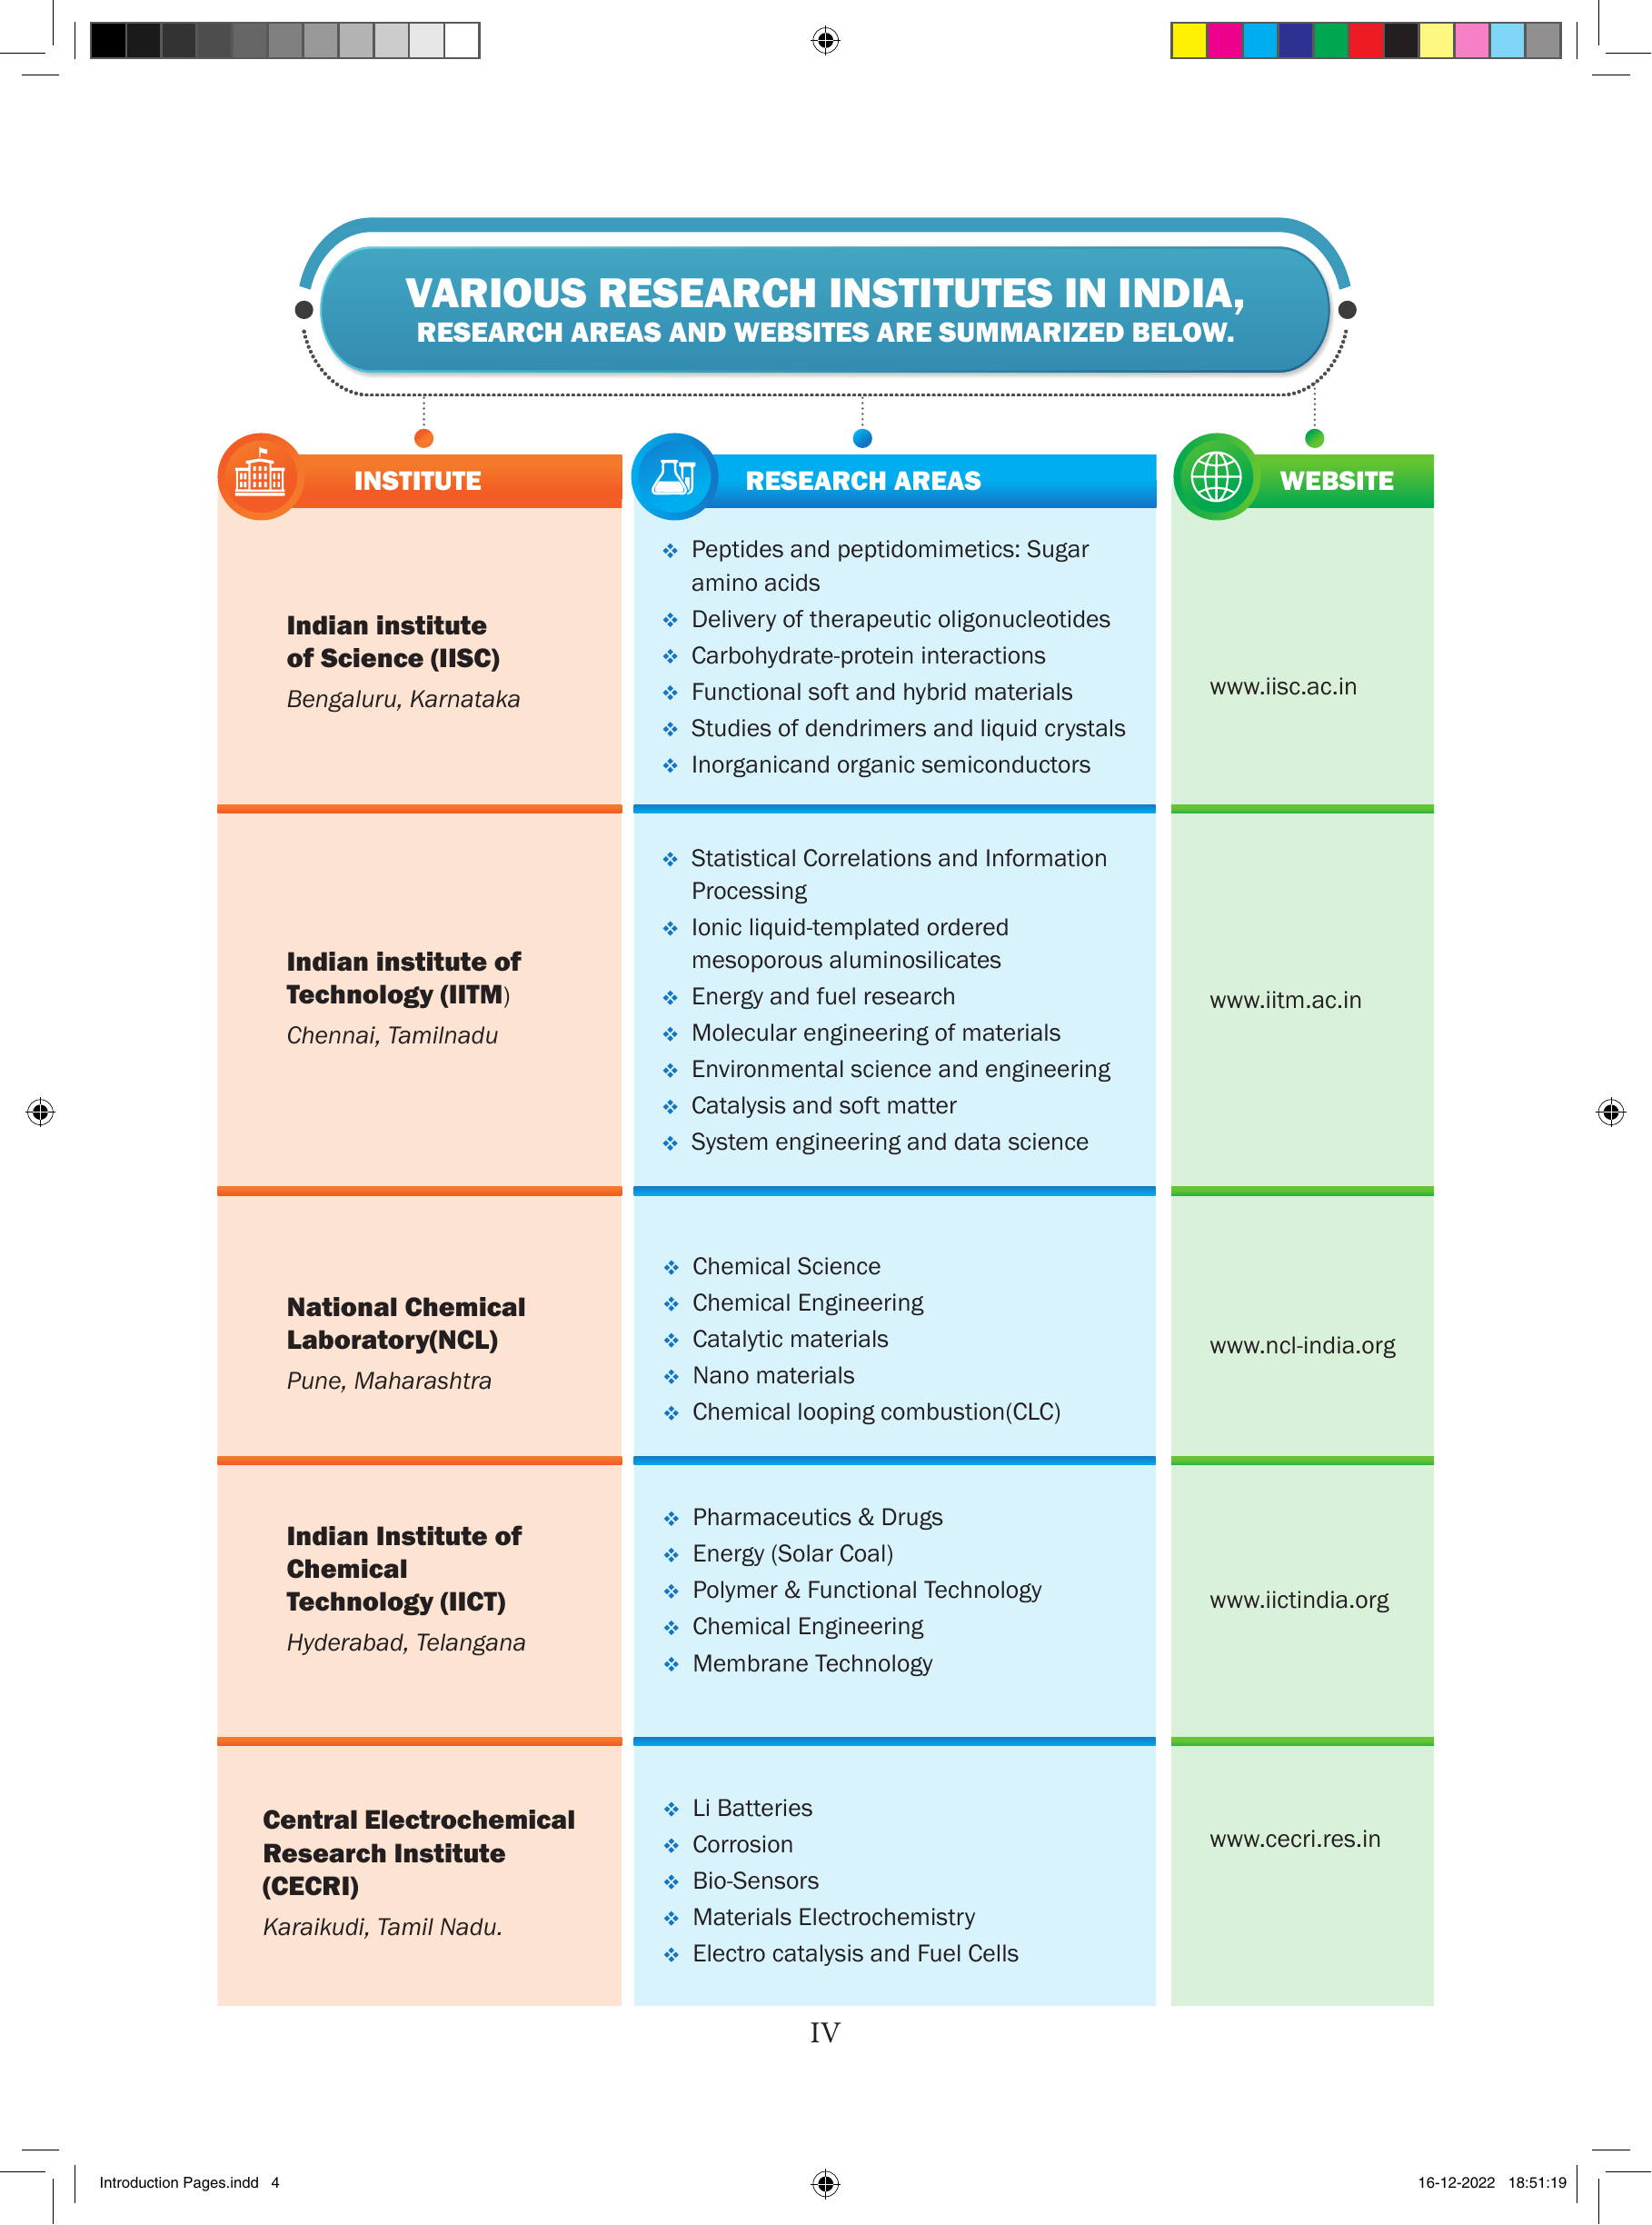 VARIOUS RESEARCH INSTITUTES IN INDIA,
RESEARCH AREAS AND WEBSITES ARE SUMMARIZED BELOW.
INSTITUTE
RESEARCH AREAS
WEBSITE
Indian institute
of Science (IISC)
Bengaluru, Karnataka
❖ Peptides and peptidomimetics: Sugar
amino acids
❖ Delivery of therapeutic oligonucleotides
❖ Carbohydrate-protein interactions
❖ Functional soft and hybrid materials
❖ Studies of dendrimers and liquid crystals
❖ Inorganicand organic semiconductors
www.iisc.ac.in
Indian institute of
Technology (IITM)
Chennai, Tamilnadu
❖ Statistical Correlations and Information
Processing
❖ Ionic liquid-templated ordered
mesoporous aluminosilicates
❖ Energy and fuel research
❖ Molecular engineering of materials
❖ Environmental science and engineering
❖ Catalysis and soft matter
❖ System engineering and data science
www.iitm.ac.in
National Chemical
Laboratory(NCL)
Pune, Maharashtra
❖ Chemical Science
❖ Chemical Engineering
❖ Catalytic materials
❖ Nano materials
❖ Chemical looping combustion(CLC)
www.ncl-india.org
Indian Institute of
Chemical
Technology (IICT)
Hyderabad, Telangana
❖ Pharmaceutics & Drugs
❖ Energy (Solar Coal)
❖ Polymer & Functional Technology
❖ Chemical Engineering
❖ Membrane Technology
www.iictindia.org
Central Electrochemical
Research Institute
(CECRI)
Karaikudi, Tamil Nadu.
❖ Li Batteries
❖ Corrosion
❖ Bio-Sensors
❖ Materials Electrochemistry
❖ Electro catalysis and Fuel Cells
www.cecri.res.in
IV
Introduction Pages.indd 4
16-12-2022 18:51:19